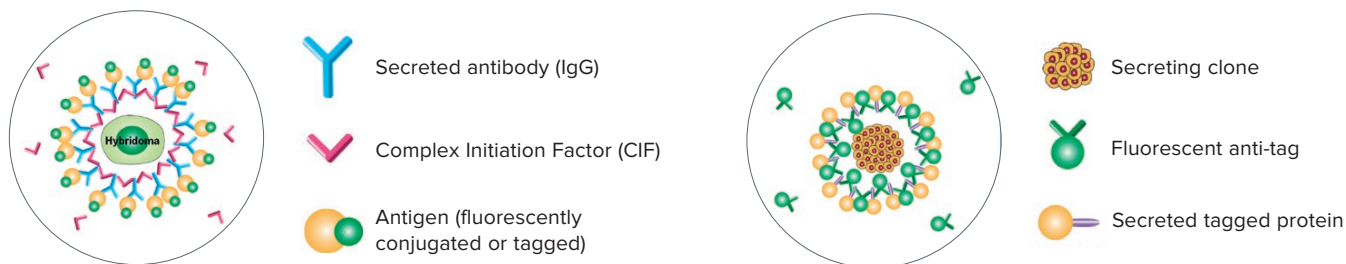 Hybridoma
Secreted antibody (IgG)
Complex Initiation Factor (CIF)
Antigen (fluorescently
conjugated or tagged)
Secreting clone
Fluorescent anti-tag
Secreted tagged protein